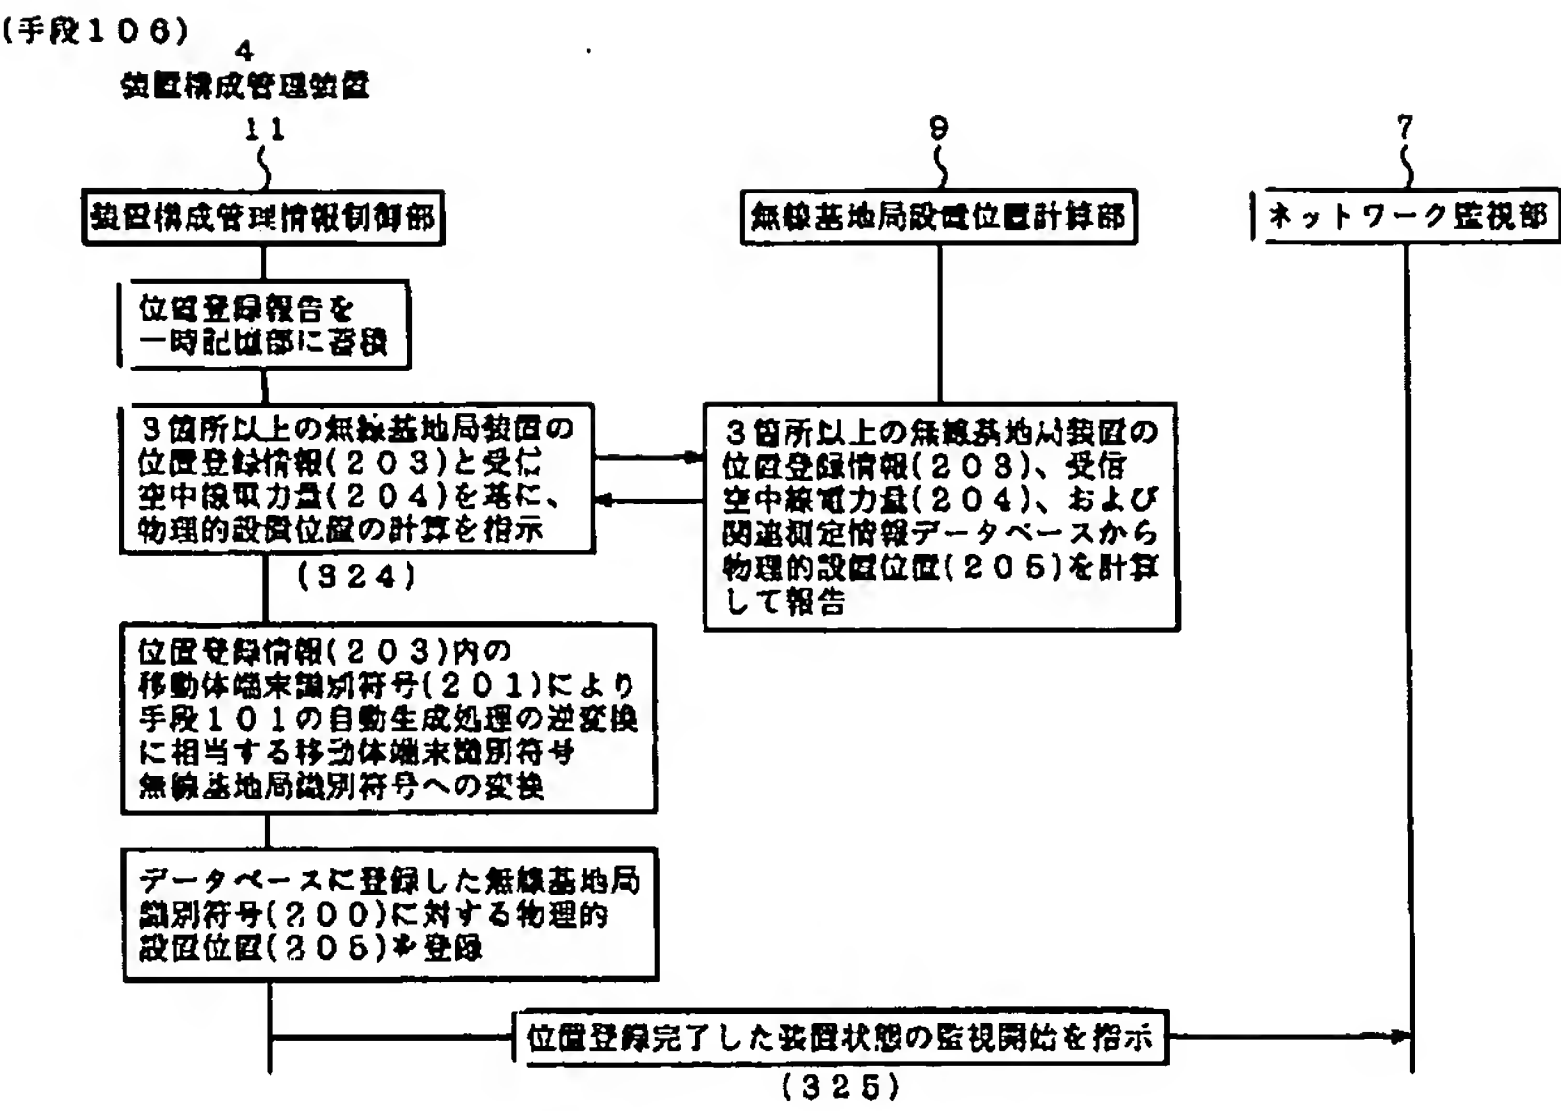 (手段106)
4
装置構成管理装置
11
装置構成管理情報制御部
9
無線基地局設置位置計算部
7
ネットワーク監視部
位置登録報告を
一時記憶部に蓄積
3箇所以上の無線基地局装置の
位置登録情報(203)と受信
空中線電力量(204)を基に、
物理的設置位置の計算を指示
(324)
3箇所以上の無線基地局装置の
位置登録情報(203)、受信
空中線電力量(204)、および
関連測定情報データベースから
物理的設置位置(205)を計算
して報告
位置登録情報(203)内の
移動体端末識別符号(201)により
手段101の自動生成処理の逆変換
に相当する移動体端末識別符号
無線基地局識別符号への変換
データベースに登録した無線基地局
識別符号(200)に対する物理的
設置位置(205)を登録
位置登録完了した装置状態の監視開始を指示
(325)